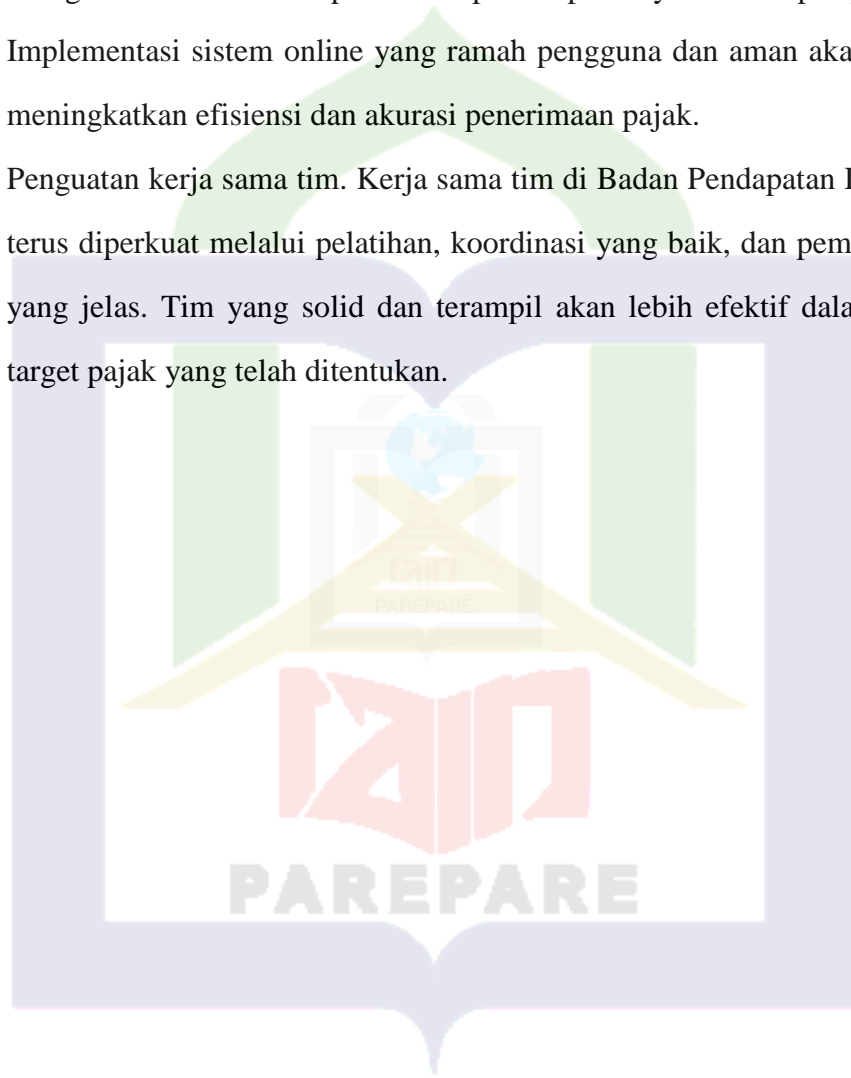 Implementasi sistem online yang ramah pengguna dan aman aka
meningkatkan efisiensi dan akurasi penerimaan pajak.
Penguatan kerja sama tim. Kerja sama tim di Badan Pendapatan
terus diperkuat melalui pelatihan, koordinasi yang baik, dan pem
yang jelas. Tim yang solid dan terampil akan lebih efektif dala
target pajak yang telah ditentukan.
iain
PAREPARE
iain
PAREPARE